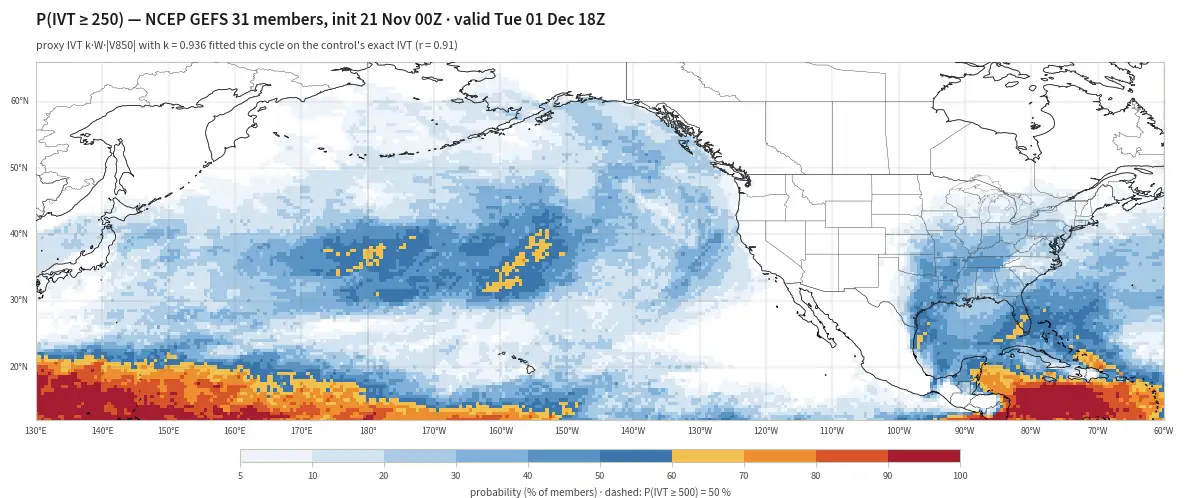 P(IVT ≥ 250) — NCEP GEFS 31 members, init 21 Nov 00Z · valid Tue 01 Dec 18Z
proxy IVT k·W·|V850| with k = 0.936 fitted this cycle on the control's exact IVT (r = 0.91)
60°N
50°N
40°N
30°N
20°N
130°E 140°E 150°E 160°E 170°E 180° 170°W 160°W 150°W 140°W 130°W 120°W 110°W 100°W 90°W 80°W 70°W 60°W
5 10 20 30 40 50 60 70 80 90 100
probability (% of members) · dashed: P(IVT ≥ 500) = 50 %